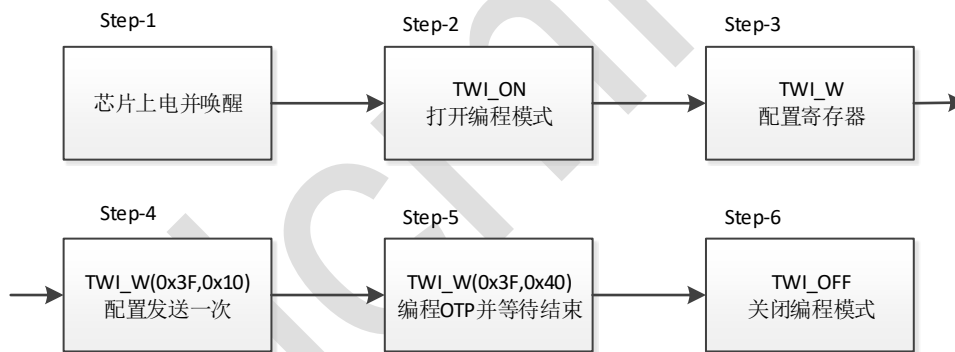 Step-1
Step-2
Step-3
芯片上电并唤醒
TWI_ON
打开编程模式
TWI_W
配置寄存器
Step-4
Step-5
Step-6
TWI_W(0x3F,0x10)
配置发送一次
TWI_W(0x3F,0x40)
编程OTP并等待结束
TWI_OFF
关闭编程模式